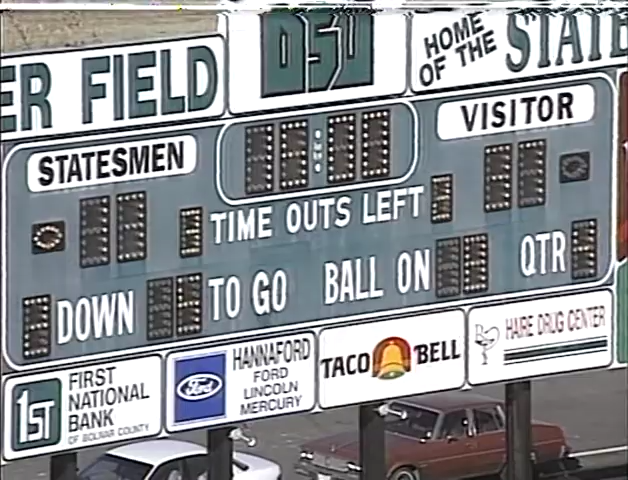 ER FIELD
DSU
HOME
OF THE
STATE
STATESMEN
VISITOR
TIME OUTS LEFT
DOWN
TO GO
BALL ON
QTR
1ST
FIRST
NATIONAL
BANK
OF BOLIVAR COUNTY
Ford
HANNAFORD
FORD
LINCOLN
MERCURY
TACO BELL
HARE DRUG CENTER